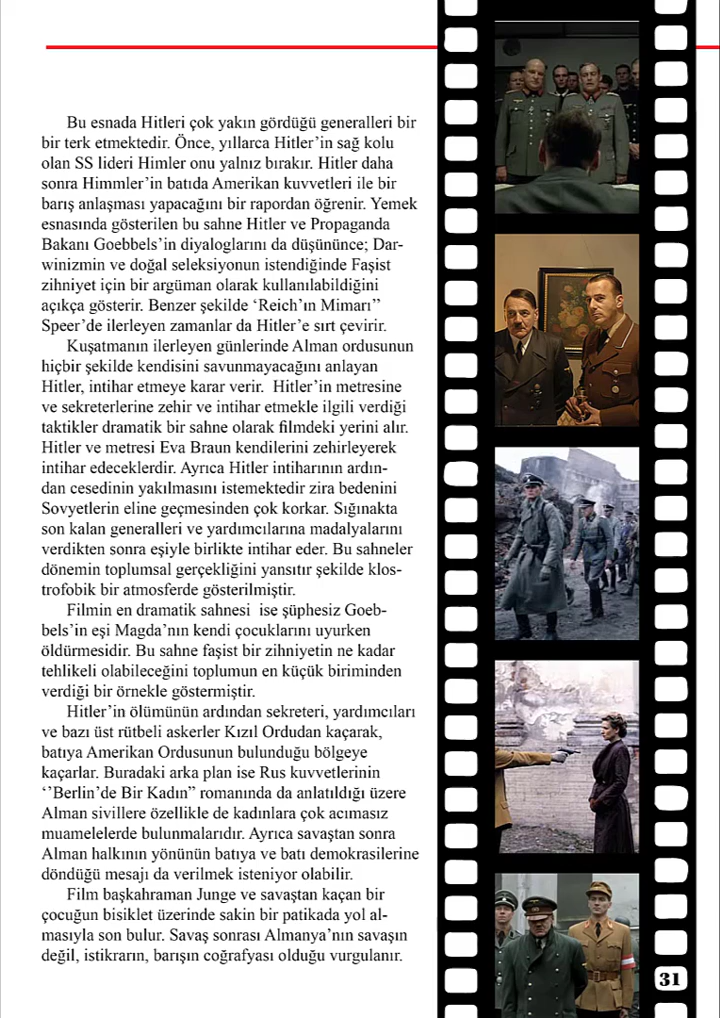 Bu esnada Hitleri çok yakın gördüğü generalleri bir
bir terk etmektedir. Önce, yıllarca Hitler’in sağ kolu
olan SS lideri Himler onu yalnız bırakır. Hitler daha
sonra Himmler’in batıda Amerikan kuvvetleri ile bir
barış anlaşması yapacağını bir rapordan öğrenir. Yemek
esnasında gösterilen bu sahne Hitler ve Propaganda
Bakanı Goebbels’in diyaloglarını da düşününce; Dar-
winizmin ve doğal seleksiyonun istendiğinde Faşist
zihniyet için bir argüman olarak kullanılabildiğini
açıkça gösterir. Benzer şekilde ‘Reich’ın Mimarı’’
Speer’de ilerleyen zamanlar da Hitler’e sırt çevirir.
Kuşatmanın ilerleyen günlerinde Alman ordusunun
hiçbir şekilde kendisini savunmayacağını anlayan
Hitler, intihar etmeye karar verir.  Hitler’in metresine
ve sekreterlerine zehir ve intihar etmekle ilgili verdiği
taktikler dramatik bir sahne olarak filmdeki yerini alır.
Hitler ve metresi Eva Braun kendilerini zehirleyerek
intihar edeceklerdir. Ayrıca Hitler intiharının ardın-
dan cesedinin yakılmasını istemektedir zira bedenini
Sovyetlerin eline geçmesinden çok korkar. Sığınakta
son kalan generalleri ve yardımcılarına madalyalarını
verdikten sonra eşiyle birlikte intihar eder. Bu sahneler
dönemin toplumsal gerçekliğini yansıtır şekilde klos-
trofobik bir atmosferde gösterilmiştir.
Filmin en dramatik sahnesi  ise şüphesiz Goeb-
bels’in eşi Magda’nın kendi çocuklarını uyurken
öldürmesidir. Bu sahne faşist bir zihniyetin ne kadar
tehlikeli olabileceğini toplumun en küçük biriminden
verdiği bir örnekle göstermiştir.
Hitler’in ölümünün ardından sekreteri, yardımcıları
ve bazı üst rütbeli askerler Kızıl Ordudan kaçarak,
batıya Amerikan Ordusunun bulunduğu bölgeye
kaçarlar. Buradaki arka plan ise Rus kuvvetlerinin
‘’Berlin’de Bir Kadın” romanında da anlatıldığı üzere
Alman sivillere özellikle de kadınlara çok acımasız
muamelelerde bulunmalarıdır. Ayrıca savaştan sonra
Alman halkının yönünün batıya ve batı demokrasilerine
döndüğü mesajı da verilmek isteniyor olabilir.
Film başkahraman Junge ve savaştan kaçan bir
çocuğun bisiklet üzerinde sakin bir patikada yol al-
masıyla son bulur. Savaş sonrası Almanya’nın savaşın
değil, istikrarın, barışın coğrafyası olduğu vurgulanır.
31